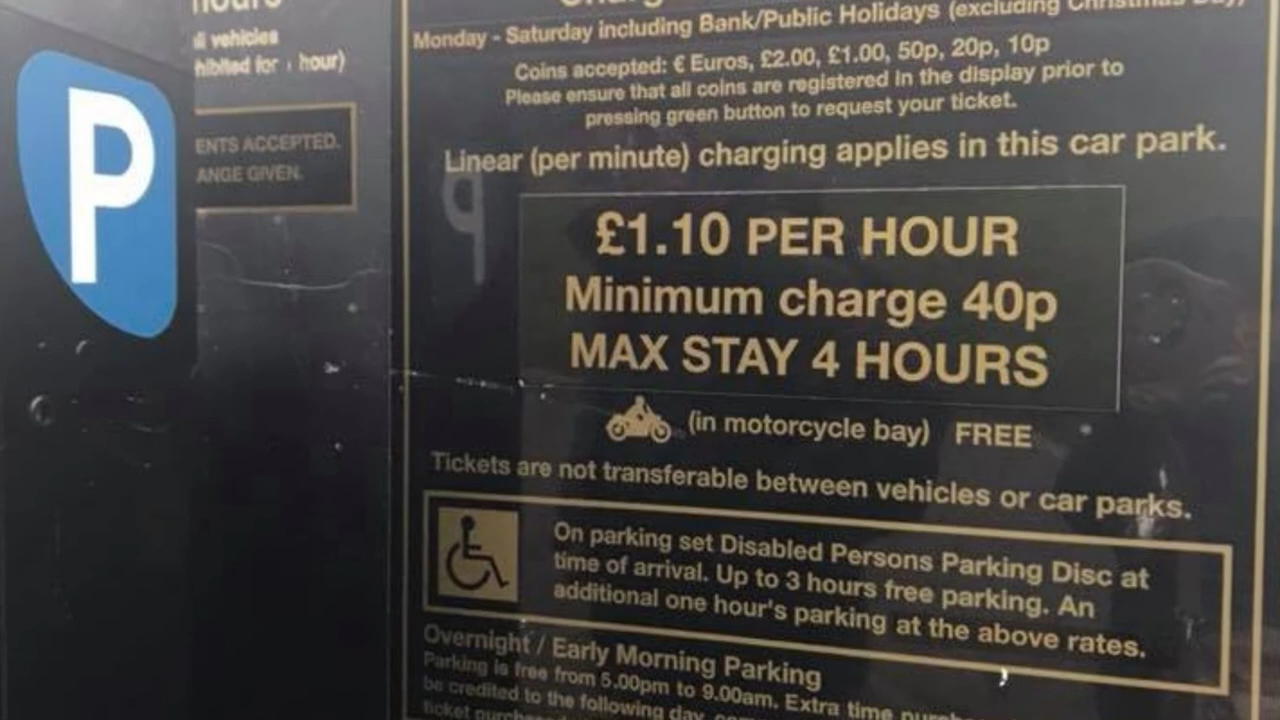 P
hours
all vehicles
hour)
ENTS ACCEPTED.
ANGE GIVEN.
Monday - Saturday including Bank/Public Holidays (excluding Christmas Day)
Coins accepted: € Euros, £2.00, £1.00, 50p, 20p, 10p
Please ensure that all coins are registered in the display prior to
pressing green button to request your ticket.
Linear (per minute) charging applies in this car park.
£1.10 PER HOUR
Minimum charge 40p
MAX STAY 4 HOURS
(in motorcycle bay) FREE
Tickets are not transferable between vehicles or car parks.
On parking set Disabled Persons Parking Disc at
time of arrival. Up to 3 hours free parking. An
additional one hour's parking at the above rates.
Overnight / Early Morning Parking
Parking is free from 5.00pm to 9.00am. Extra time
be credited to the following day,
ticket